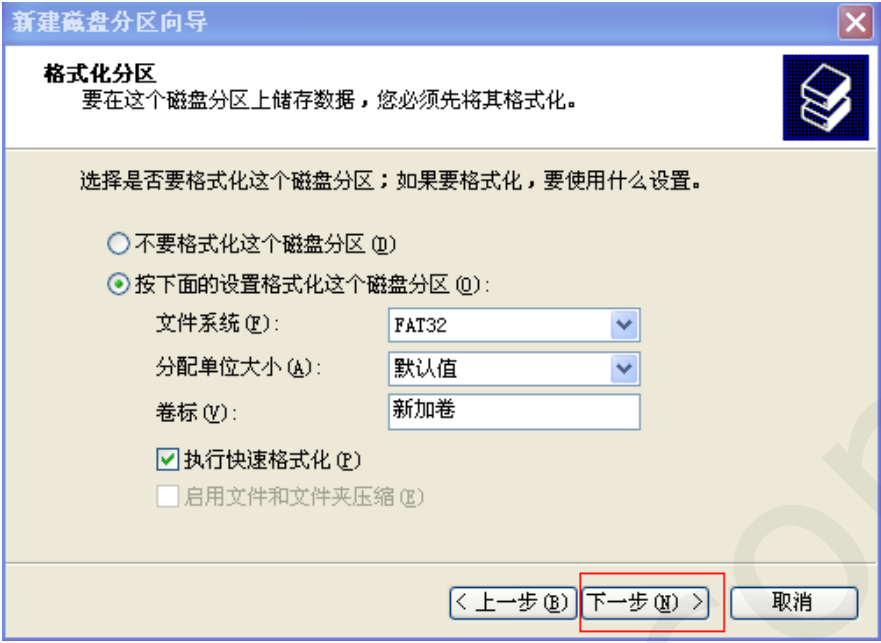 新建磁盘分区向导
格式化分区
要在这个磁盘分区上储存数据，您必须先将其格式化。
选择是否要格式化这个磁盘分区；如果要格式化，要使用什么设置。
不要格式化这个磁盘分区(D)
按下面的设置格式化这个磁盘分区(O):
文件系统(F): FAT32
分配单位大小(A): 默认值
卷标(V): 新加卷
执行快速格式化(P)
启用文件和文件夹压缩(E)
< 上一步(B) 下一步(N) > 取消